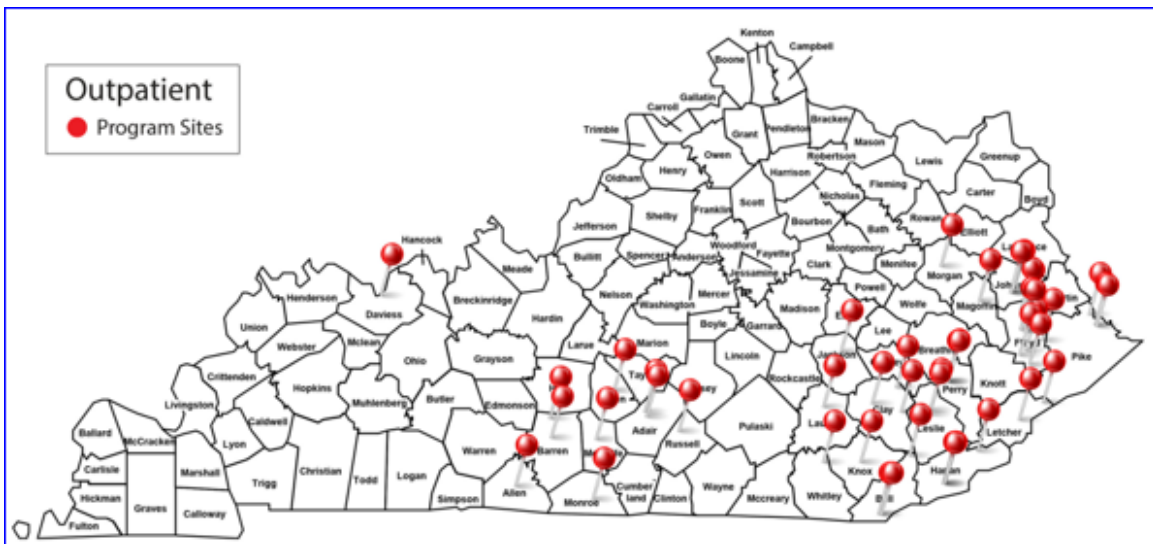 Outpatient
Program Sites
Kenton
Campbell
Boone
Gallatin
Carroll
Trimble
Grant
Pendleton
Bracken
Mason
Lewis
Greenup
Owen
Robertson
Henry
Harrison
Fleming
Carter
Boyd
Oldham
Nicholas
Rowan
Scott
Franklin
Shelby
Bourbon
Bath
Elliott
Jefferson
Hancock
Woodford
Fayette
Montgomery
Spencer
Anderson
Bullitt
Clark
Menifee
Morgan
Meade
Jessamine
Powell
Henderson
Breckinridge
Nelson
Washington
Mercer
Madison
Wolfe
Magoffin
Daviess
Hardin
Boyle
Garrard
Lee
Union
Mclean
Larue
Marion
Webster
Ohio
Grayson
Lincoln
Rockcastle
Jackson
Pike
Crittenden
Hopkins
Muhlenberg
Butler
Edmonson
Perry
Knott
Livingston
Caldwell
Clay
Adair
Pulaski
Leslie
Letcher
Ballard
McCracken
Lyon
Warren
Barren
Russell
Carlisle
Marshall
Trigg
Christian
Todd
Logan
Knox
Hickman
Graves
Calloway
Simpson
Allen
Monroe
Cumber
land
Clinton
Wayne
Mccreary
Whitley
Fulton